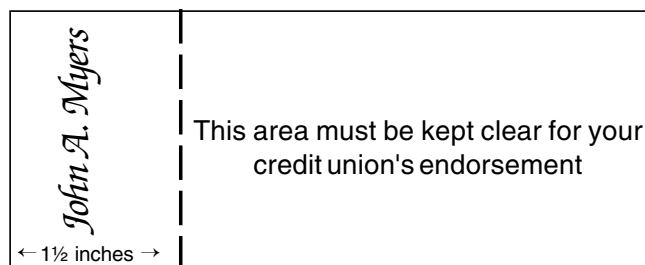 John A. Myers
This area must be kept clear for your
credit union's endorsement
← 1½ inches →